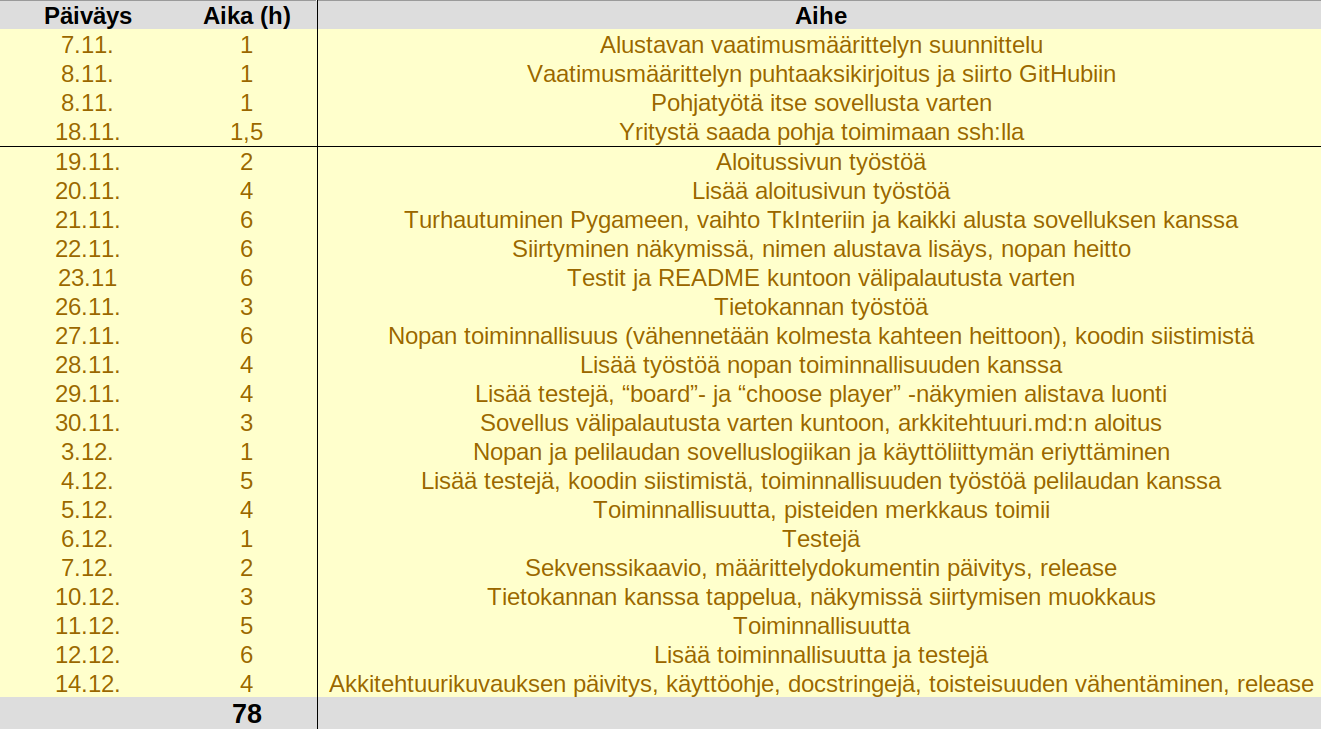 Päiväys Aika (h) Aihe
7.11. 1 Alustavan vaatimusmäärittelyn suunnittelu
8.11. 1 Vaatimusmäärittelyn puhtaaksikirjoitus ja siirto GitHubiin
8.11. 1 Pohjatyötä itse sovellusta varten
18.11. 1,5 Yritystä saada pohja toimimaan ssh:lla
19.11. 2 Aloitussivun työstöä
20.11. 4 Lisää aloitusivun työstöä
21.11. 6 Turhautuminen Pygameen, vaihto TkInteriin ja kaikki alusta sovelluksen kanssa
22.11. 6 Siirtyminen näkymissä, nimen alustava lisäys, nopan heitto
23.11 6 Testit ja README kuntoon välipalautusta varten
26.11. 3 Tietokannan työstöä
27.11. 6 Nopan toiminnallisuus (vähennetään kolmesta kahteen heittoon), koodin siistimistä
28.11. 4 Lisää työstöä nopan toiminnallisuuden kanssa
29.11. 4 Lisää testejä, “board”- ja “choose player” -näkymien alistava luonti
30.11. 3 Sovellus välipalautusta varten kuntoon, arkkitehtuuri.md:n aloitus
3.12. 1 Nopan ja pelilaudan sovelluslogiikan ja käyttöliittymän eriyttäminen
4.12. 5 Lisää testejä, koodin siistimistä, toiminnallisuuden työstöä pelilaudan kanssa
5.12. 4 Toiminnallisuutta, pisteiden merkkaus toimii
6.12. 1 Testejä
7.12. 2 Sekvenssikaavio, määrittelydokumentin päivitys, release
10.12. 3 Tietokannan kanssa tappelua, näkymissä siirtymisen muokkaus
11.12. 5 Toiminnallisuutta
12.12. 6 Lisää toiminnallisuutta ja testejä
14.12. 4 Akkitehtuurikuvauksen päivitys, käyttöohje, docstringejä, toisteisuuden vähentäminen, release
78